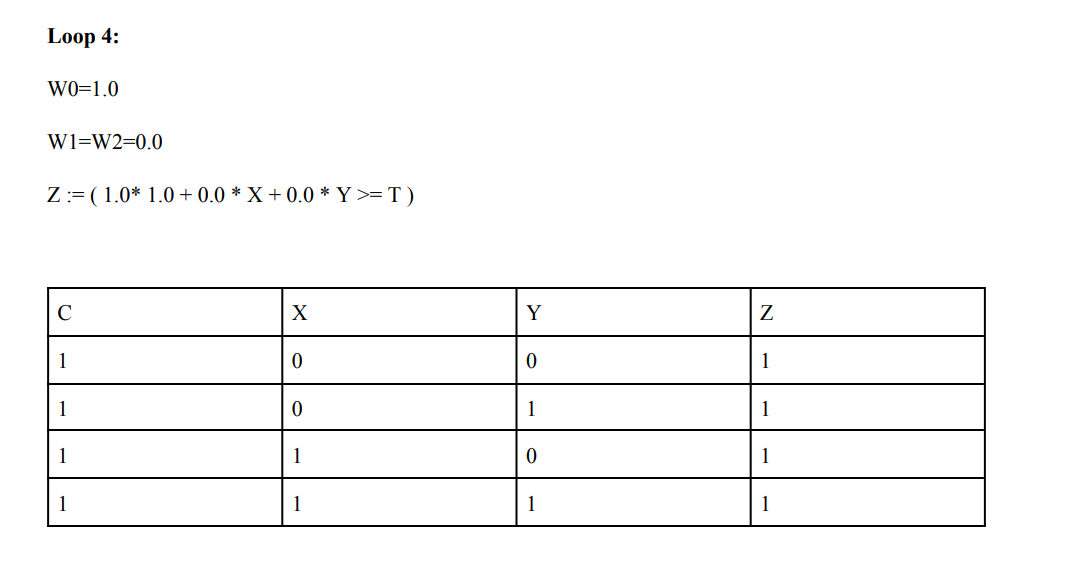 Loop 4:
W0=1.0
W1=W2=0.0
Z := ( 1.0* 1.0 + 0.0 * X + 0.0 * Y >= T )
C X Y Z
1 0 0 1
1 0 1 1
1 1 0 1
1 1 1 1